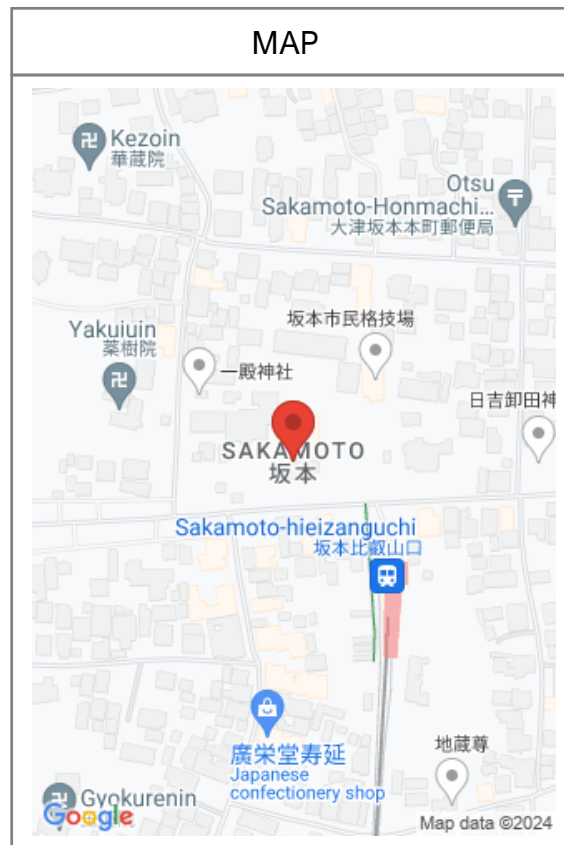 MAP
Kezoin
華蔵院
Otsu
Sakamoto-Honmachi...
大津坂本本町郵便局
坂本市民格技場
Yakuiuin
薬樹院
一殿神社
日吉卸田神
SAKAMOTO
坂本
Sakamoto-hieizanguchi
坂本比叡山口
廣栄堂寿延
Japanese
confectionery shop
地蔵尊
Gyokurenin
Google
Map data ©2024